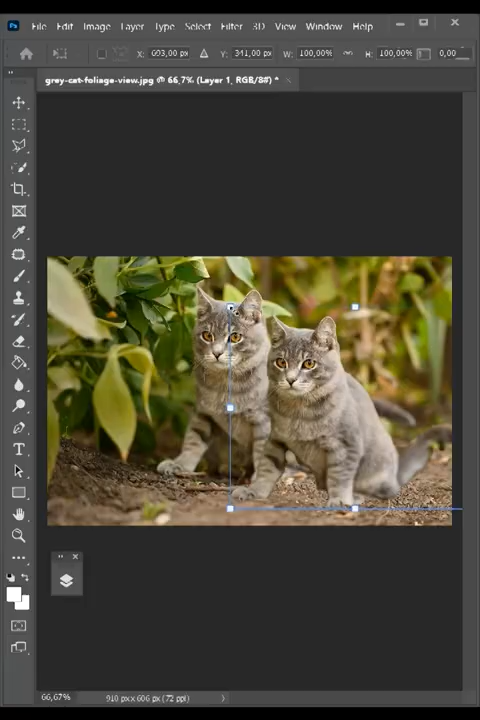 Ps File Edit Image Layer Type Select Filter 3D View Window Help
X: 693,00 px Y: 341,00 px W: 100,00% H: 100,00% 0,00
grey-cat-foliage-view.jpg @ 66,7% (Layer 1, RGB/8#) *
T
66,67% 910 px x 606 px (72 ppi)